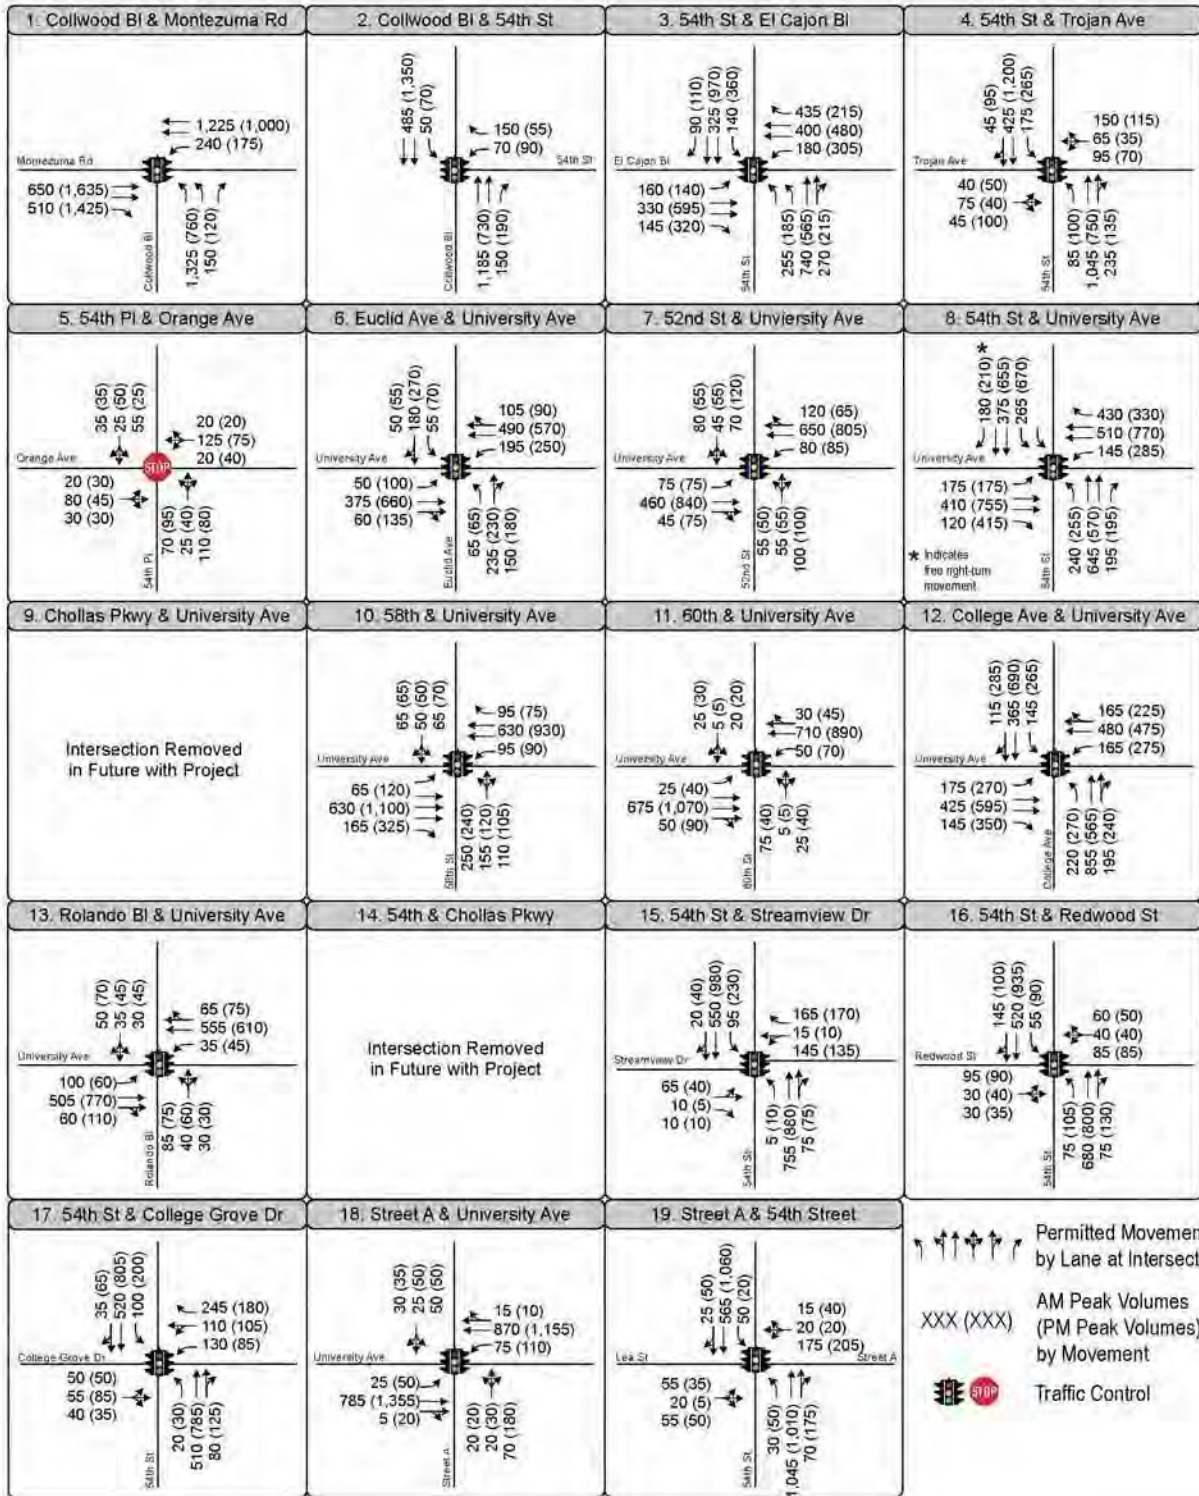 1. Collwood Bl & Montezuma Rd
1,225 (1,000)
240 (175)
Montezuma Rd
650 (1,635)
510 (1,425)
1,325 (760)
150 (120)
Collwood Bl
2. Collwood Bl & 54th St
485 (1,350)
50 (70)
150 (55)
70 (90)
54th St
1,185 (730)
150 (190)
Collwood Bl
3. 54th St & El Cajon Bl
90 (110)
325 (970)
140 (360)
435 (215)
400 (480)
180 (305)
El Cajon Bl
160 (140)
330 (595)
145 (320)
255 (185)
740 (565)
270 (215)
54th St
4. 54th St & Trojan Ave
45 (95)
425 (1,200)
175 (265)
150 (115)
65 (35)
95 (70)
Trojan Ave
40 (50)
75 (40)
45 (100)
85 (100)
1,045 (750)
235 (135)
54th St
5. 54th Pl & Orange Ave
35 (35)
25 (50)
55 (25)
20 (20)
125 (75)
20 (40)
Orange Ave
STOP
20 (30)
80 (45)
30 (30)
70 (95)
25 (40)
110 (80)
54th Pl
6. Euclid Ave & University Ave
50 (55)
180 (270)
55 (70)
105 (90)
490 (570)
195 (250)
University Ave
50 (100)
375 (660)
60 (135)
65 (65)
235 (230)
150 (180)
Euclid Ave
7. 52nd St & Unviersity Ave
80 (55)
45 (55)
70 (120)
120 (65)
650 (805)
80 (85)
University Ave
75 (75)
460 (840)
45 (75)
55 (50)
55 (55)
100 (100)
52nd St
8. 54th St & University Ave
180 (210) *
375 (655)
265 (670)
430 (330)
510 (770)
145 (285)
University Ave
175 (175)
410 (755)
120 (415)
* Indicates
free right-turn
movement
240 (255)
645 (570)
195 (195)
54th St
9. Chollas Pkwy & University Ave
Intersection Removed
in Future with Project
10. 58th & University Ave
65 (65)
50 (50)
65 (70)
95 (75)
630 (930)
95 (90)
University Ave
65 (120)
630 (1,100)
165 (325)
250 (240)
155 (120)
110 (105)
58th St
11. 60th & University Ave
25 (30)
5 (5)
20 (20)
30 (45)
710 (890)
50 (70)
University Ave
25 (40)
675 (1,070)
50 (90)
75 (40)
5 (5)
25 (40)
60th St
12. College Ave & University Ave
115 (285)
365 (690)
145 (265)
165 (225)
480 (475)
165 (275)
University Ave
175 (270)
425 (595)
145 (350)
220 (270)
855 (565)
195 (240)
College Ave
13. Rolando Bl & University Ave
50 (70)
35 (45)
30 (45)
65 (75)
555 (610)
35 (45)
University Ave
100 (60)
505 (770)
60 (110)
85 (75)
40 (60)
30 (30)
Rolando Bl
14. 54th & Chollas Pkwy
Intersection Removed
in Future with Project
15. 54th St & Streamview Dr
20 (40)
550 (980)
95 (230)
165 (170)
15 (10)
145 (135)
Streamview Dr
65 (40)
10 (5)
10 (10)
5 (10)
755 (880)
75 (75)
54th St
16. 54th St & Redwood St
145 (100)
520 (935)
55 (90)
60 (50)
40 (40)
85 (85)
Redwood St
95 (90)
30 (40)
30 (35)
75 (105)
680 (800)
75 (130)
54th St
17. 54th St & College Grove Dr
35 (65)
520 (805)
100 (200)
245 (180)
110 (105)
130 (85)
College Grove Dr
50 (50)
55 (85)
40 (35)
20 (30)
510 (785)
80 (125)
54th St
18. Street A & University Ave
30 (35)
25 (50)
50 (50)
15 (10)
870 (1,155)
75 (110)
University Ave
25 (50)
785 (1,355)
5 (20)
20 (20)
20 (30)
70 (180)
Street A
19. Street A & 54th Street
25 (50)
565 (1,060)
50 (20)
15 (40)
20 (20)
175 (205)
Lea St
Street A
55 (35)
20 (5)
55 (50)
30 (50)
1,045 (1,010)
70 (175)
54th St
Permitted Movemen
by Lane at Intersect
XXX (XXX)
AM Peak Volumes
(PM Peak Volumes)
by Movement
STOP
Traffic Control